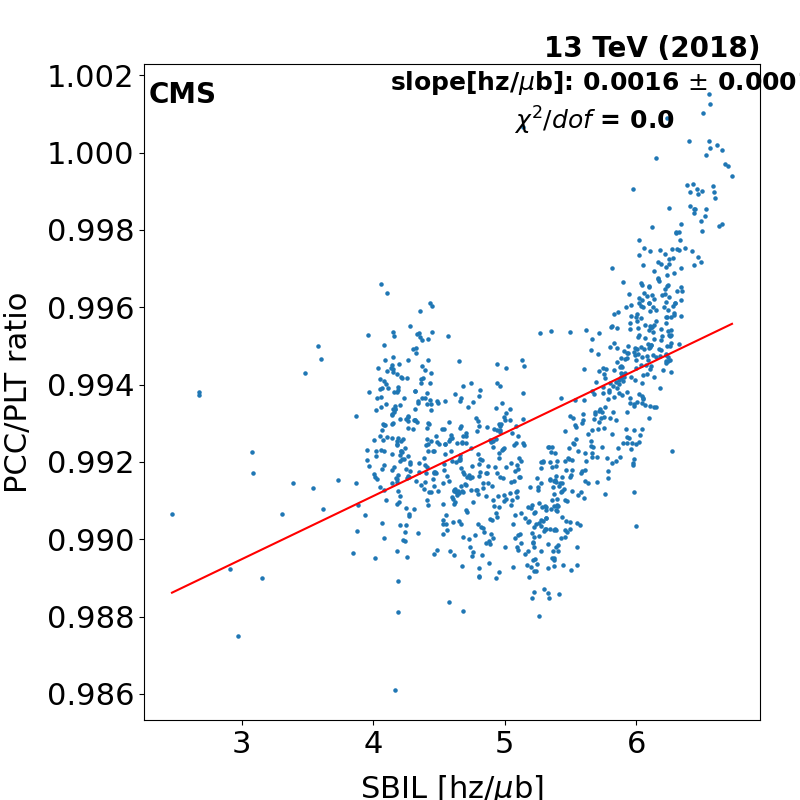 13 TeV (2018)
CMS
slope[hz/μb]: 0.0016 ± 0.000
χ²/dof = 0.0
1.002
1.000
0.998
0.996
0.994
0.992
0.990
0.988
0.986
PCC/PLT ratio
3 4 5 6
SBIL [hz/μb]